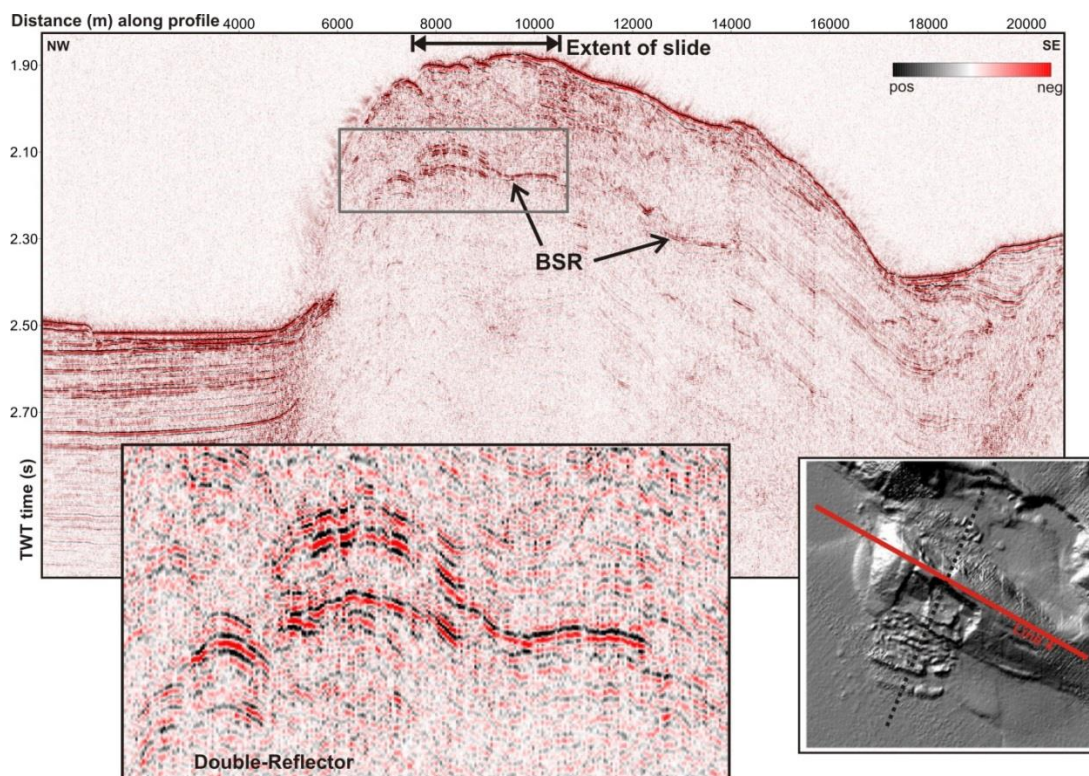 Distance (m) along profile 4000 6000 8000 10000 12000 14000 16000 18000 20000
NW
Extent of slide
SE
1.90
pos
neg
2.10
2.30
BSR
2.50
2.70
TWT time (s)
Double-Reflector